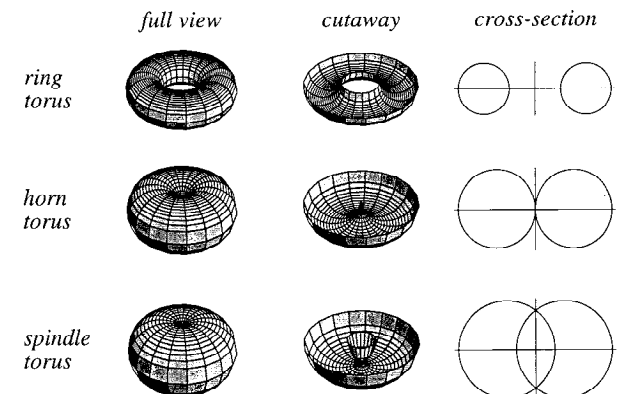 full view cutaway cross-section
ring
torus
horn
torus
spindle
torus